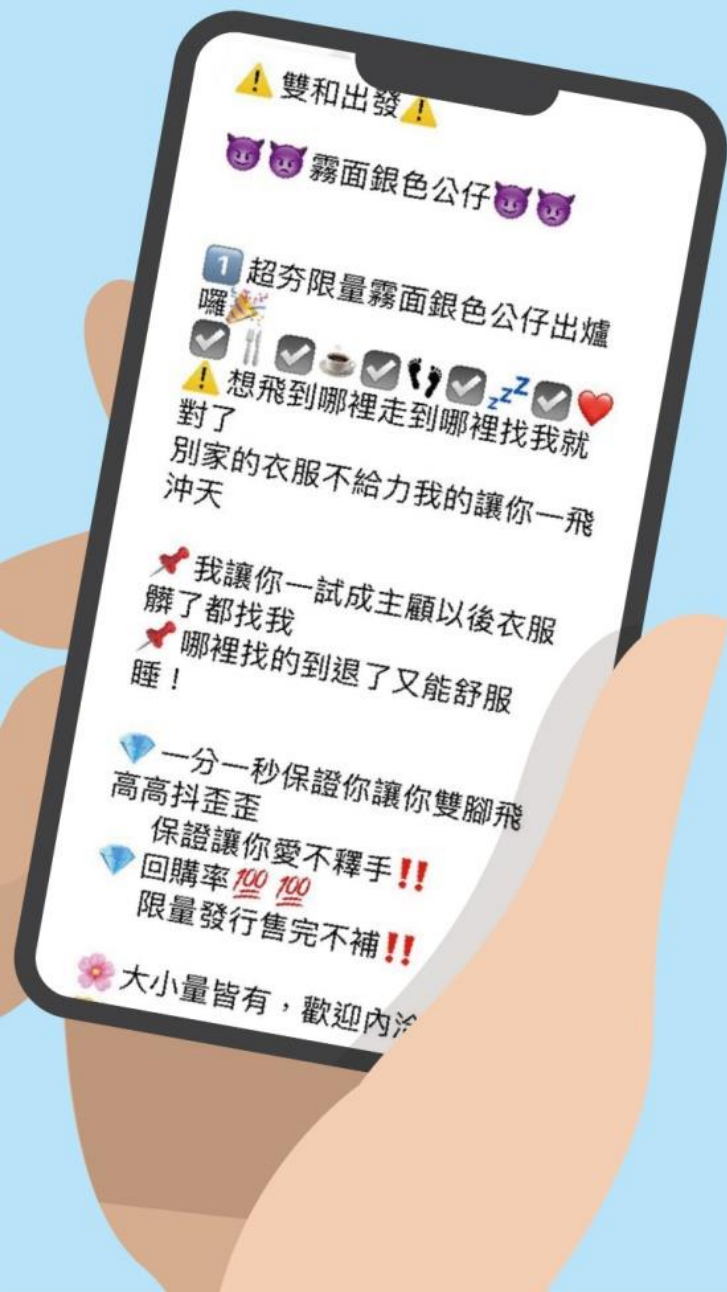 ⚠️ 雙和出發⚠️
😈👿 霧面銀色公仔😈👿
1️⃣ 超夯限量霧面銀色公仔出爐
囉🎉
☑️🍴☑️☕☑️👣☑️💤☑️❤️
⚠️ 想飛到哪裡走到哪裡找我就
對了
別家的衣服不給力我的讓你一飛
沖天
📌 我讓你一試成主顧以後衣服
髒了都找我
📌 哪裡找的到退了又能舒服
睡！
💎 一分一秒保證你讓你雙腳飛
高高抖歪歪
保證讓你愛不釋手‼️
💎 回購率💯 💯
限量發行售完不補‼️
🌸 大小量皆有，歡迎內洽